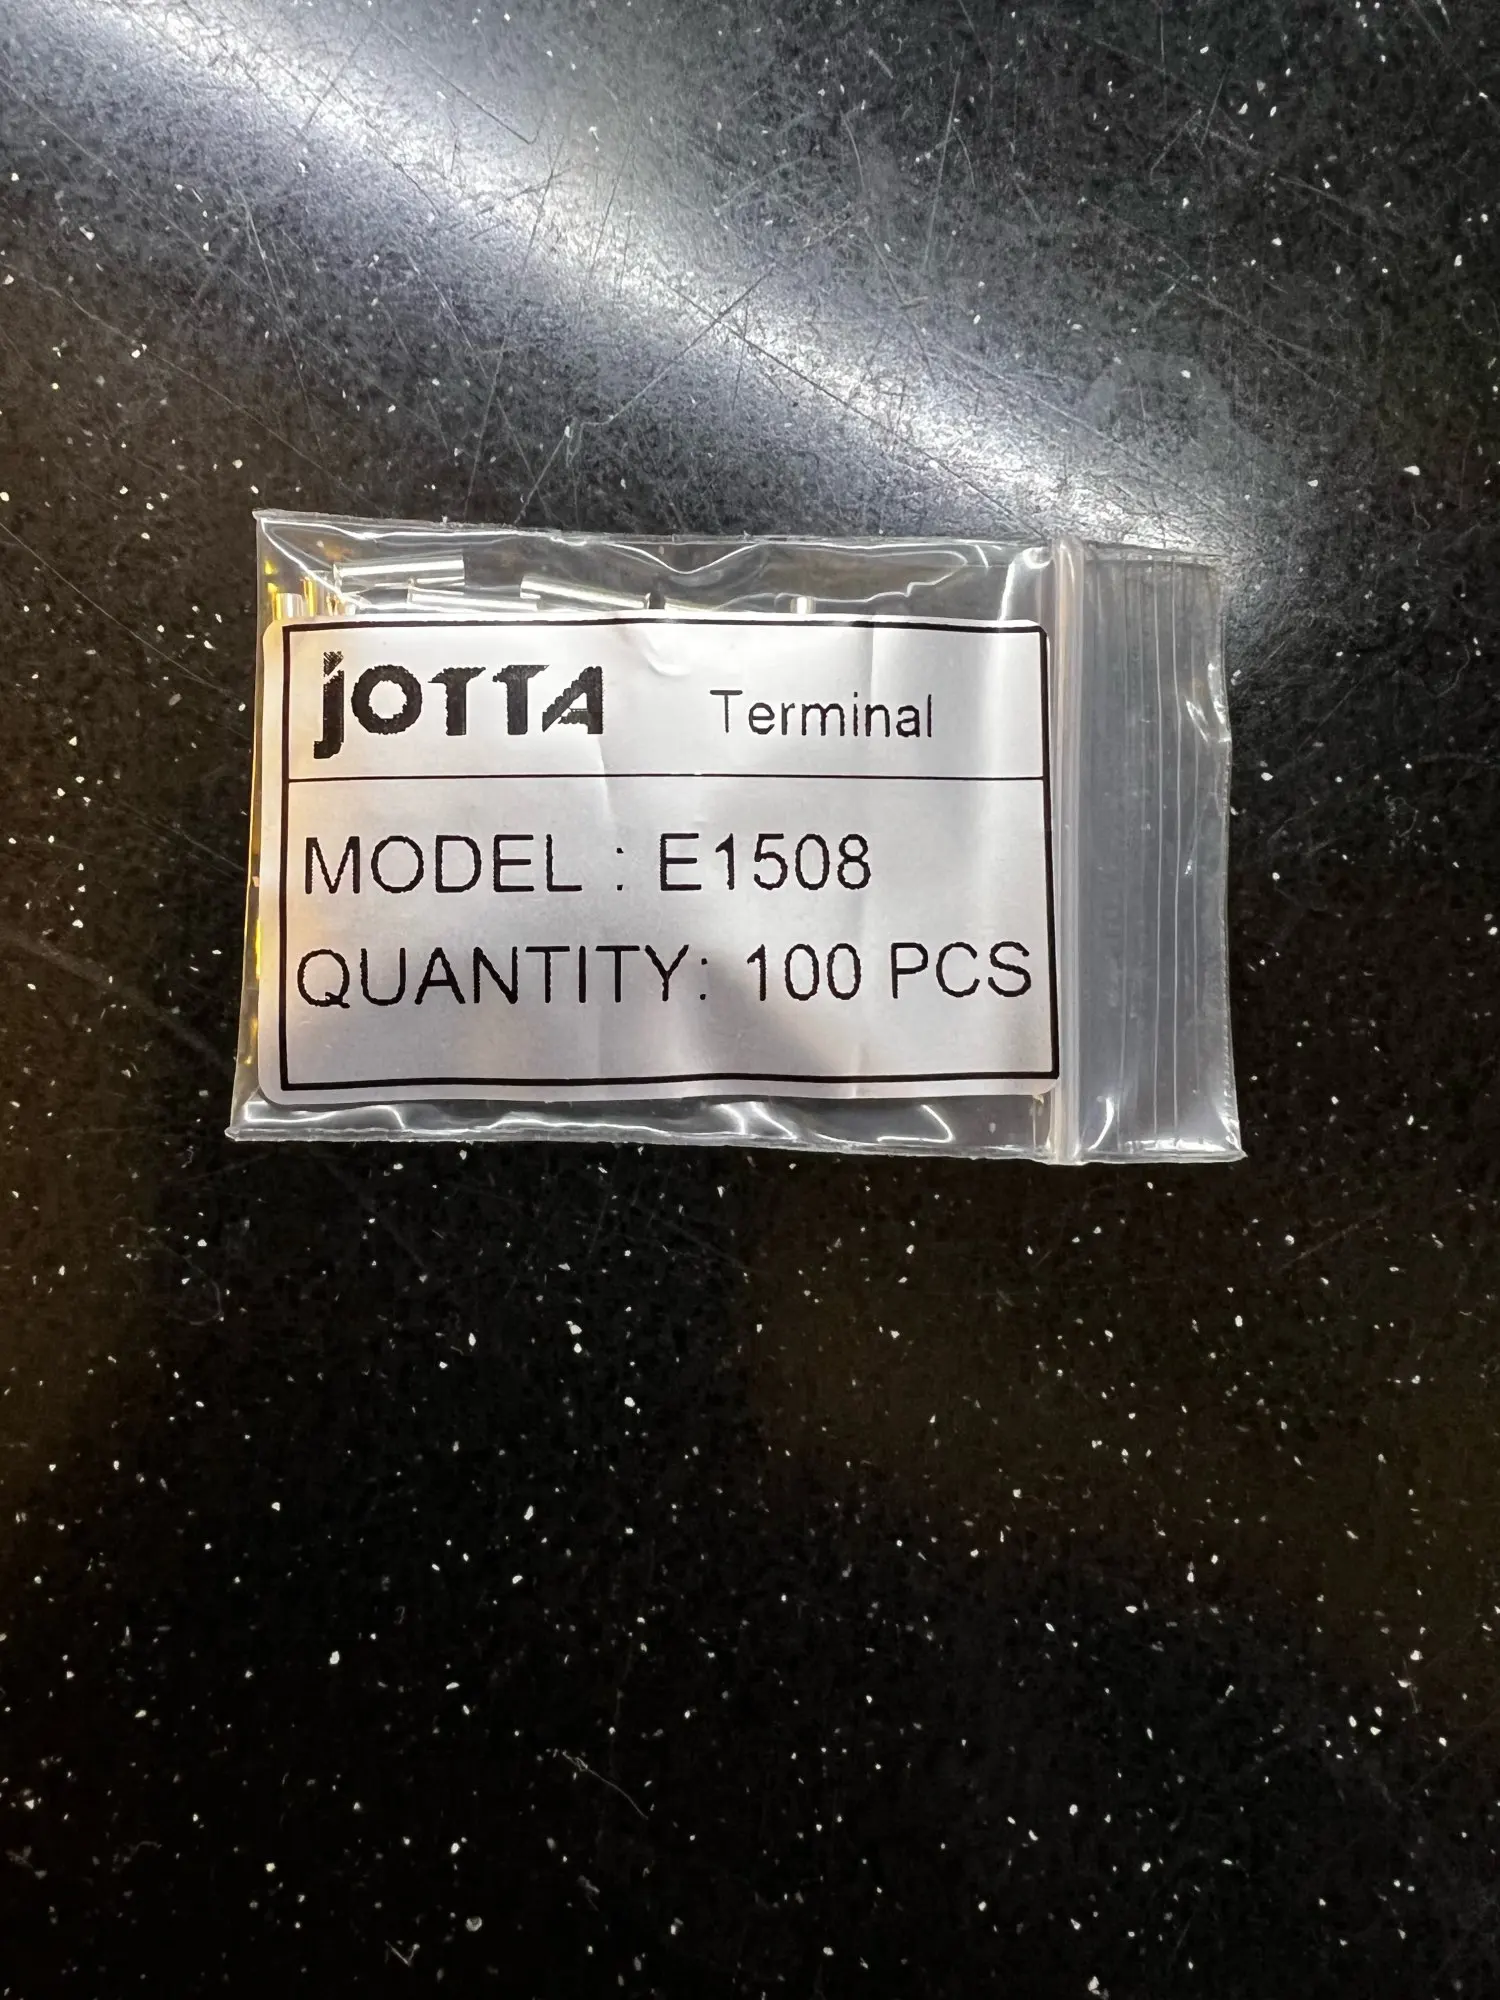 jOTTA Terminal
MODEL : E1508
QUANTITY: 100 PCS